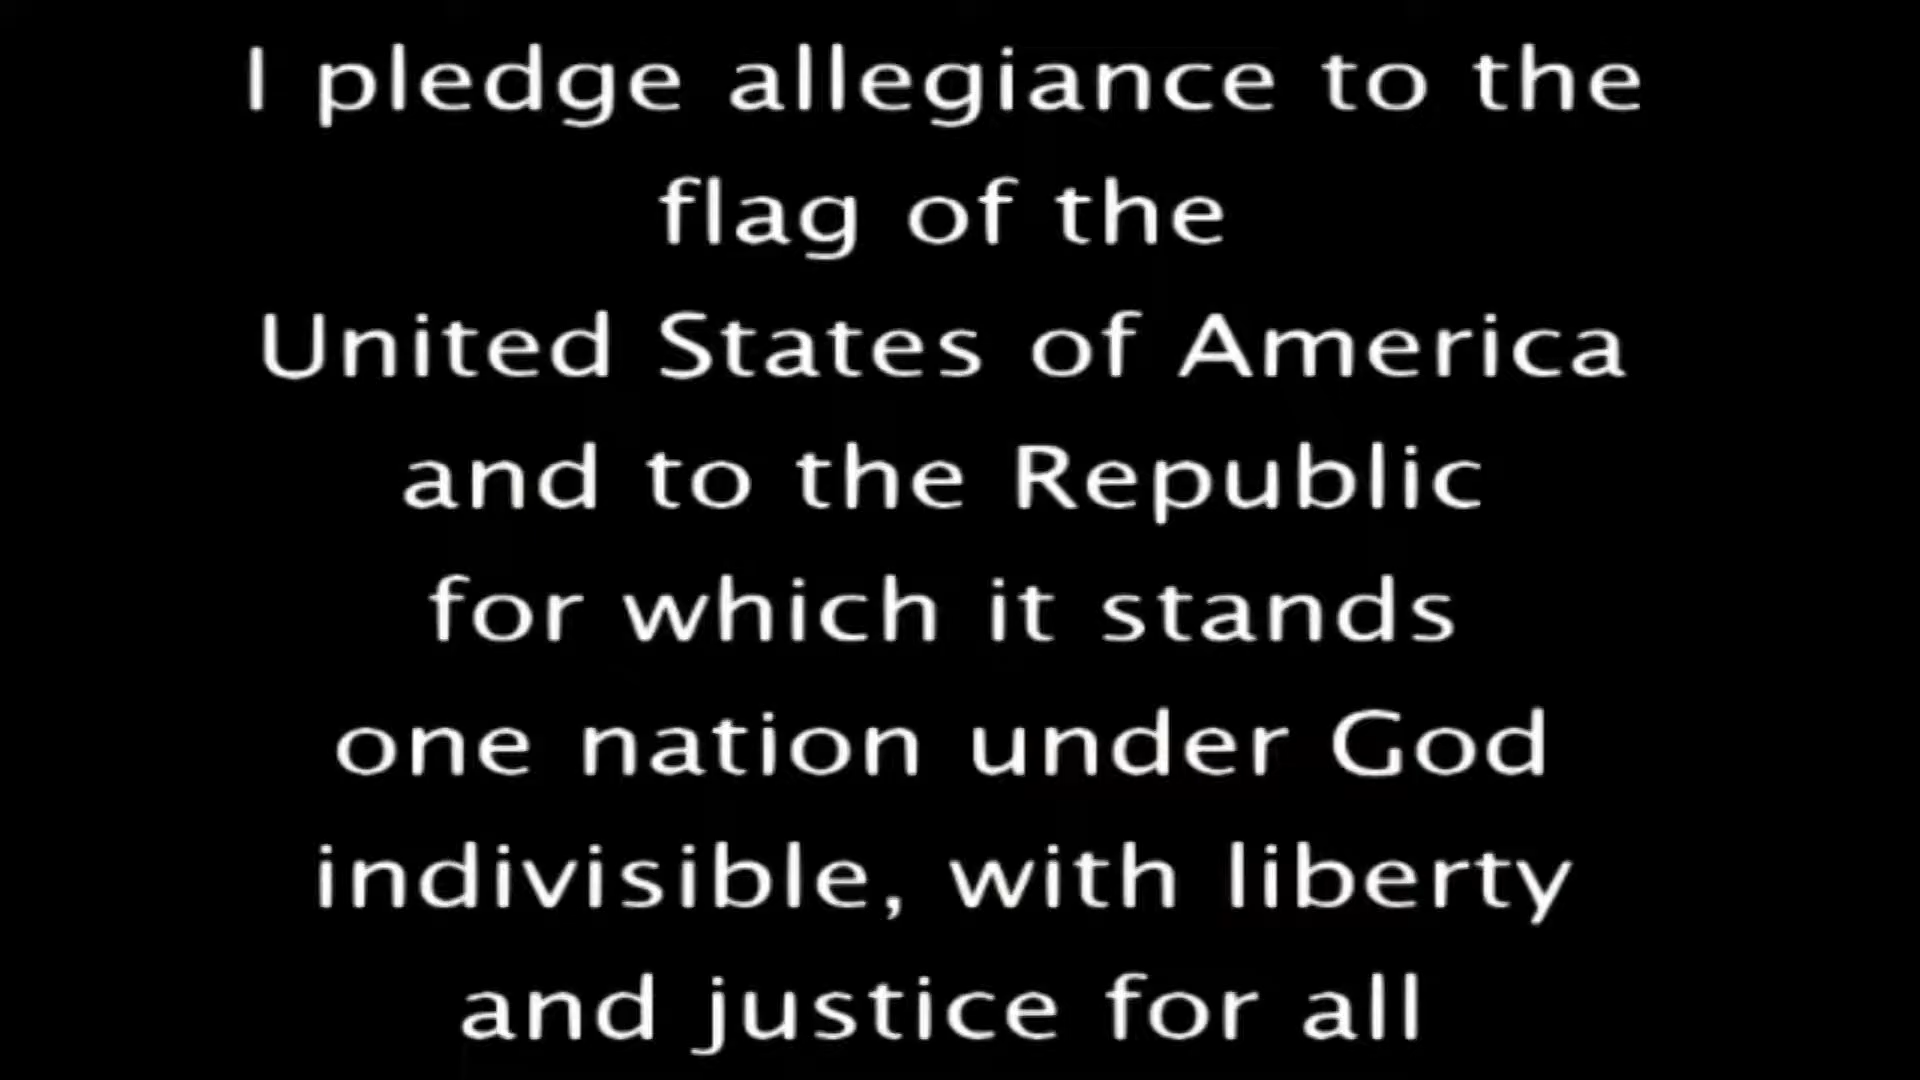 I pledge allegiance to the
flag of the
United States of America
and to the Republic
for which it stands
one nation under God
indivisible, with liberty
and justice for all